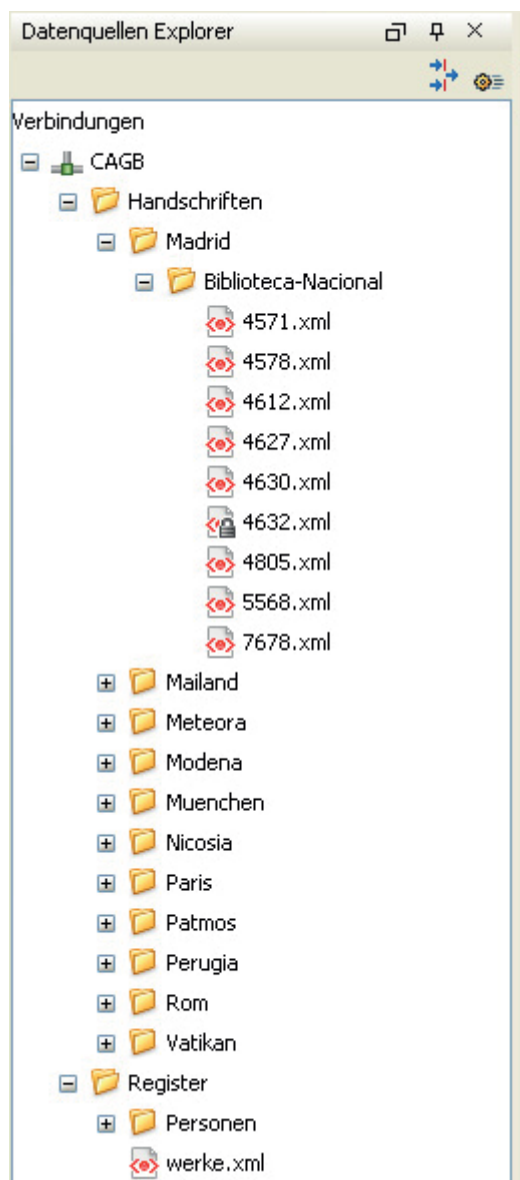 Datenquellen Explorer
Verbindungen
CAGB
Handschriften
Madrid
Biblioteca-Nacional
4571.xml
4578.xml
4612.xml
4627.xml
4630.xml
4632.xml
4805.xml
5568.xml
7678.xml
Mailand
Meteora
Modena
Muenchen
Nicosia
Paris
Patmos
Perugia
Rom
Vatikan
Register
Personen
werke.xml